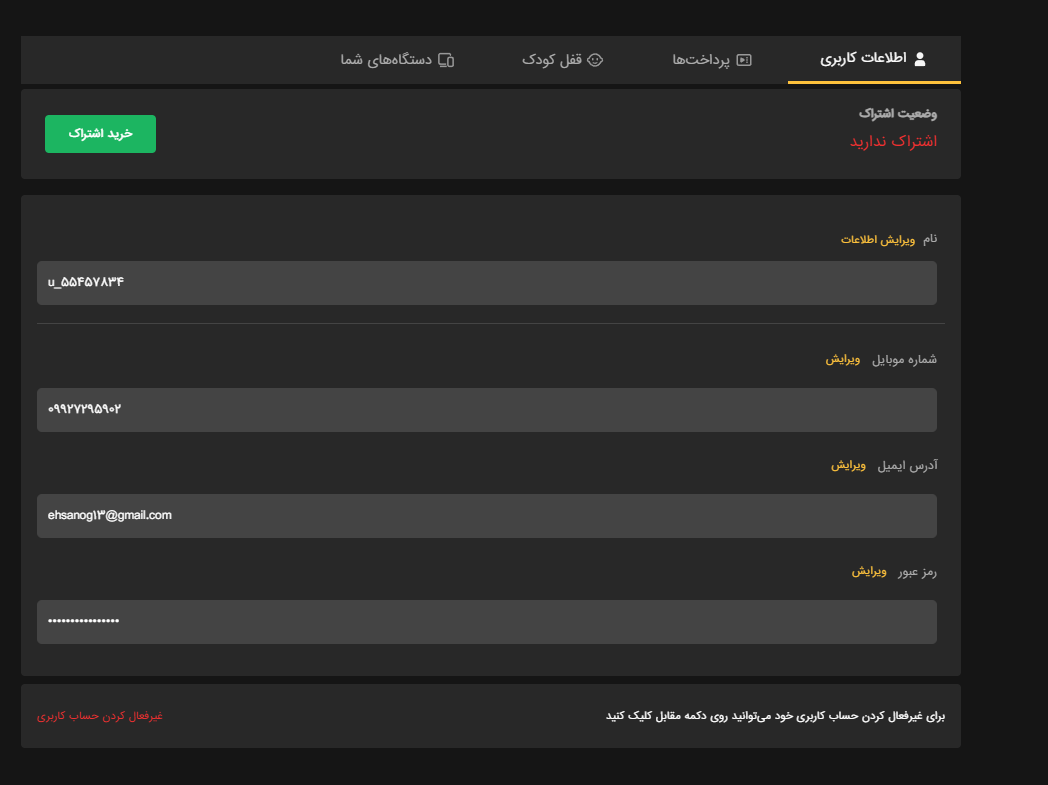 اطلاعات کاربری
پرداخت‌ها
قفل کودک
دستگاه‌های شما
وضعیت اشتراک
اشتراک ندارید
خرید اشتراک
نام ویرایش اطلاعات
u_۵۵۴۵۷۸۳۴
شماره موبایل ویرایش
۰۹۹۲۷۲۹۵۹۰۲
آدرس ایمیل ویرایش
ehsanog۱۳@gmail.com
رمز عبور ویرایش
••••••••••••••••
برای غیرفعال کردن حساب کاربری خود می‌توانید روی دکمه مقابل کلیک کنید
غیرفعال کردن حساب کاربری